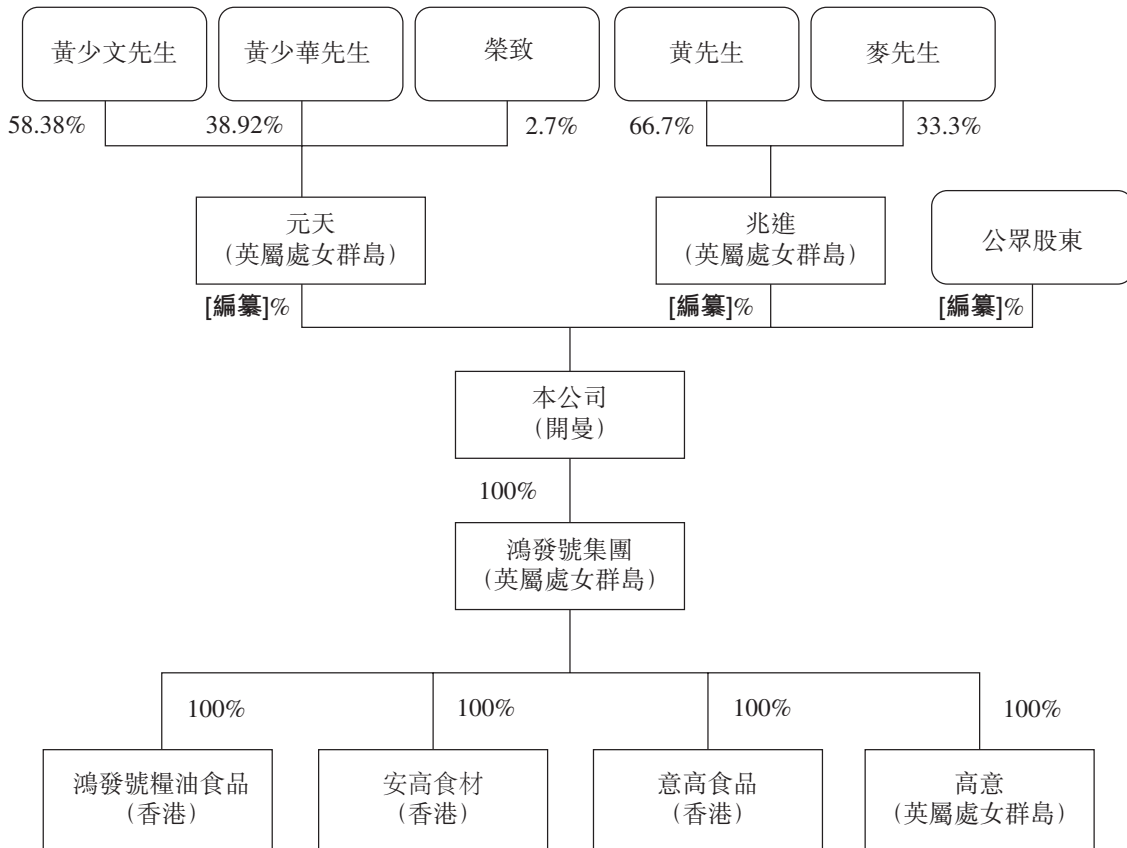 黃少文先生
黃少華先生
榮致
黃先生
麥先生
58.38%
38.92%
2.7%
66.7%
33.3%
元天
(英屬處女群島)
兆進
(英屬處女群島)
公眾股東
[編纂]%
[編纂]%
[編纂]%
本公司
(開曼)
100%
鴻發號集團
(英屬處女群島)
100%
100%
100%
100%
鴻發號糧油食品
(香港)
安高食材
(香港)
意高食品
(香港)
高意
(英屬處女群島)